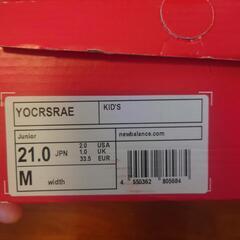 YOCRSRAE KID'S
Junior newbalance.com
21.0 JPN 2.0 USA
1.0 UK
33.5 EUR
M width
4 550362 805684